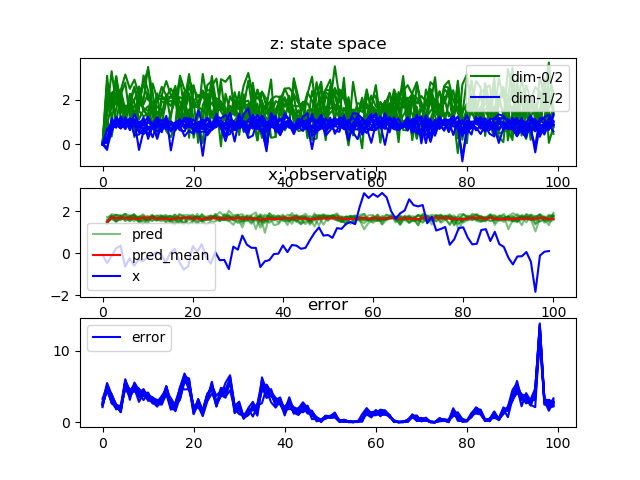 z: state space
dim-0/2
dim-1/2
2
0
0 20 40 60 80 100
x: observation
pred
pred_mean
x
2
0
−2
0 20 40 60 80 100
error
error
10
0
0 20 40 60 80 100